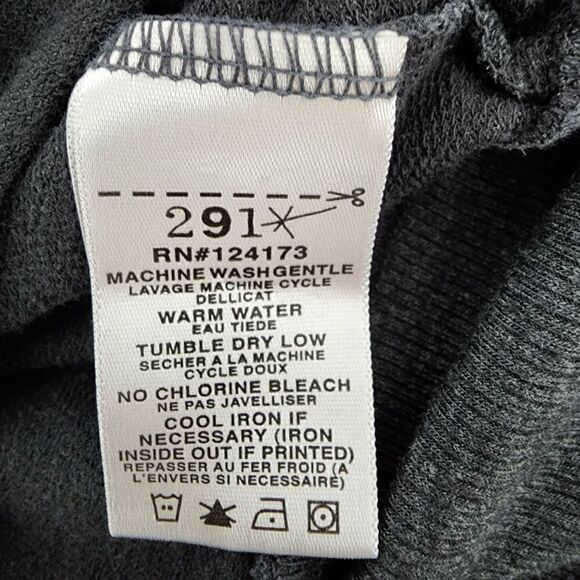 291
RN#124173
MACHINE WASH GENTLE
LAVAGE MACHINE CYCLE
DELLICAT
WARM WATER
EAU TIEDE
TUMBLE DRY LOW
SECHER A LA MACHINE
CYCLE DOUX
NO CHLORINE BLEACH
NE PAS JAVELLISER
COOL IRON IF
NECESSARY (IRON
INSIDE OUT IF PRINTED)
REPASSER AU FER FROID (A
L'ENVERS SI NECESSAIRE)